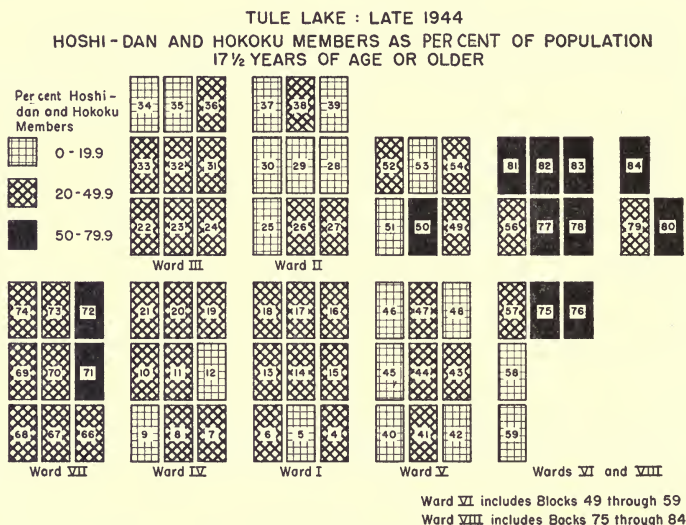 TULE LAKE : LATE 1944
HOSHI-DAN AND HOKOKU MEMBERS AS PER CENT OF POPULATION
17½ YEARS OF AGE OR OLDER
Per cent Hoshi-
dan and Hokoku
Members
0-19.9
20-49.9
50-79.9
34 35 36 37 38 39
33 32 31 30 29 28 52 53 54 81 82 83 84
22 23 24 25 26 27 51 50 49 56 77 78 79 80
Ward III Ward II
74 73 72 21 20 19 18 17 16 46 47 48 57 75 76
69 70 71 10 11 12 13 14 15 45 44 43 58
68 67 66 9 8 7 6 5 4 40 41 42 59
Ward VII Ward IV Ward I Ward V Wards VI and VIII
Ward VI includes Blocks 49 through 59
Ward VIII includes Bocks 75 through 84